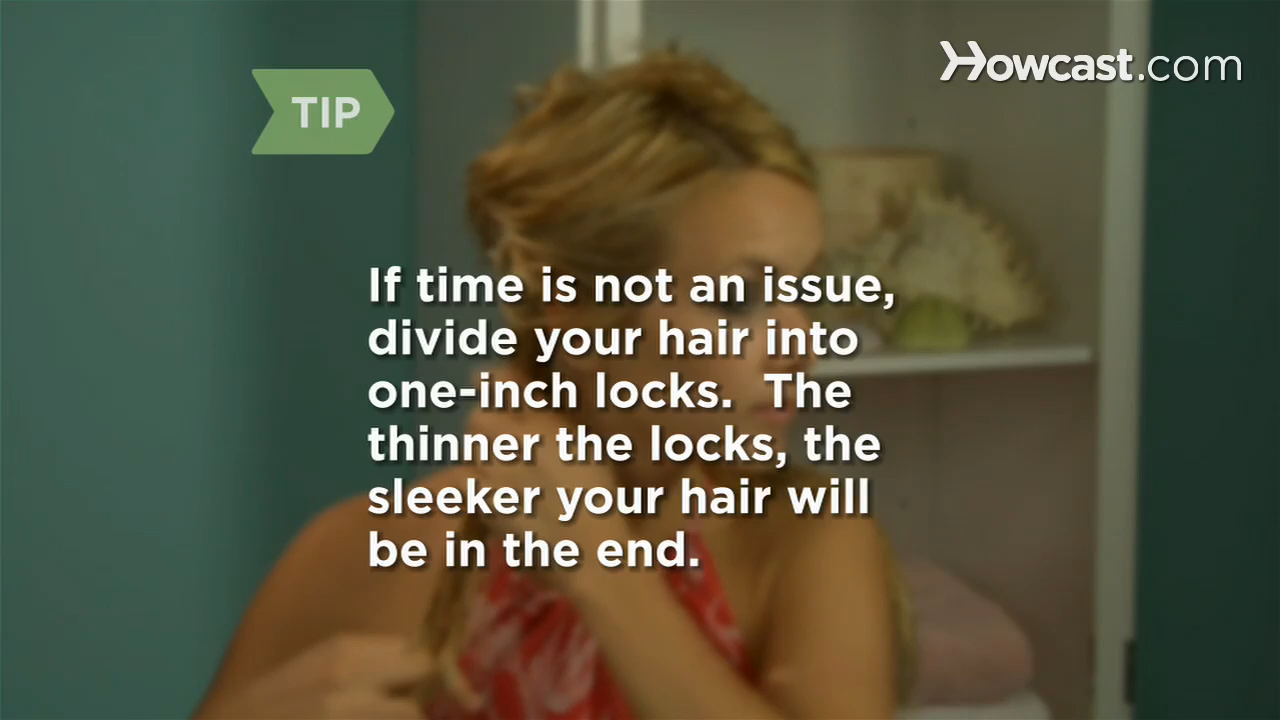 Howcast.com
TIP
If time is not an issue,
divide your hair into
one-inch locks.  The
thinner the locks, the
sleeker your hair will
be in the end.